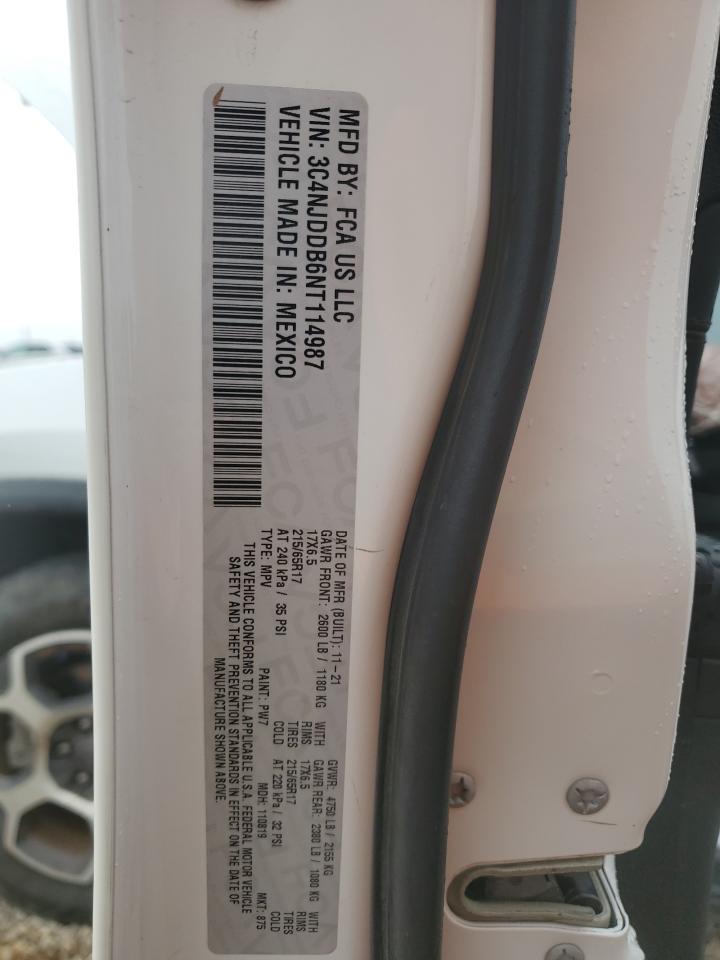 MFD BY: FCA US LLC
VIN: 3C4NJDDB6NT114987
VEHICLE MADE IN: MEXICO
DATE OF MFR (BUILT): 11-21 GVWR: 4750 LB / 2155 KG
GAWR FRONT: 2600 LB / 1180 KG WITH GAWR REAR: 2380 LB / 1080 KG WITH
17X6.5 RIMS 17X6.5 RIMS
215/65R17 TIRES 215/65R17 TIRES
AT 240 kPa / 35 PSI COLD AT 220 kPa / 32 PSI COLD
TYPE: MPV PAINT: PW7 MDH: 110819 MKT: 875
THIS VEHICLE CONFORMS TO ALL APPLICABLE U.S.A. FEDERAL MOTOR VEHICLE
SAFETY AND THEFT PREVENTION STANDARDS IN EFFECT ON THE DATE OF
MANUFACTURE SHOWN ABOVE.